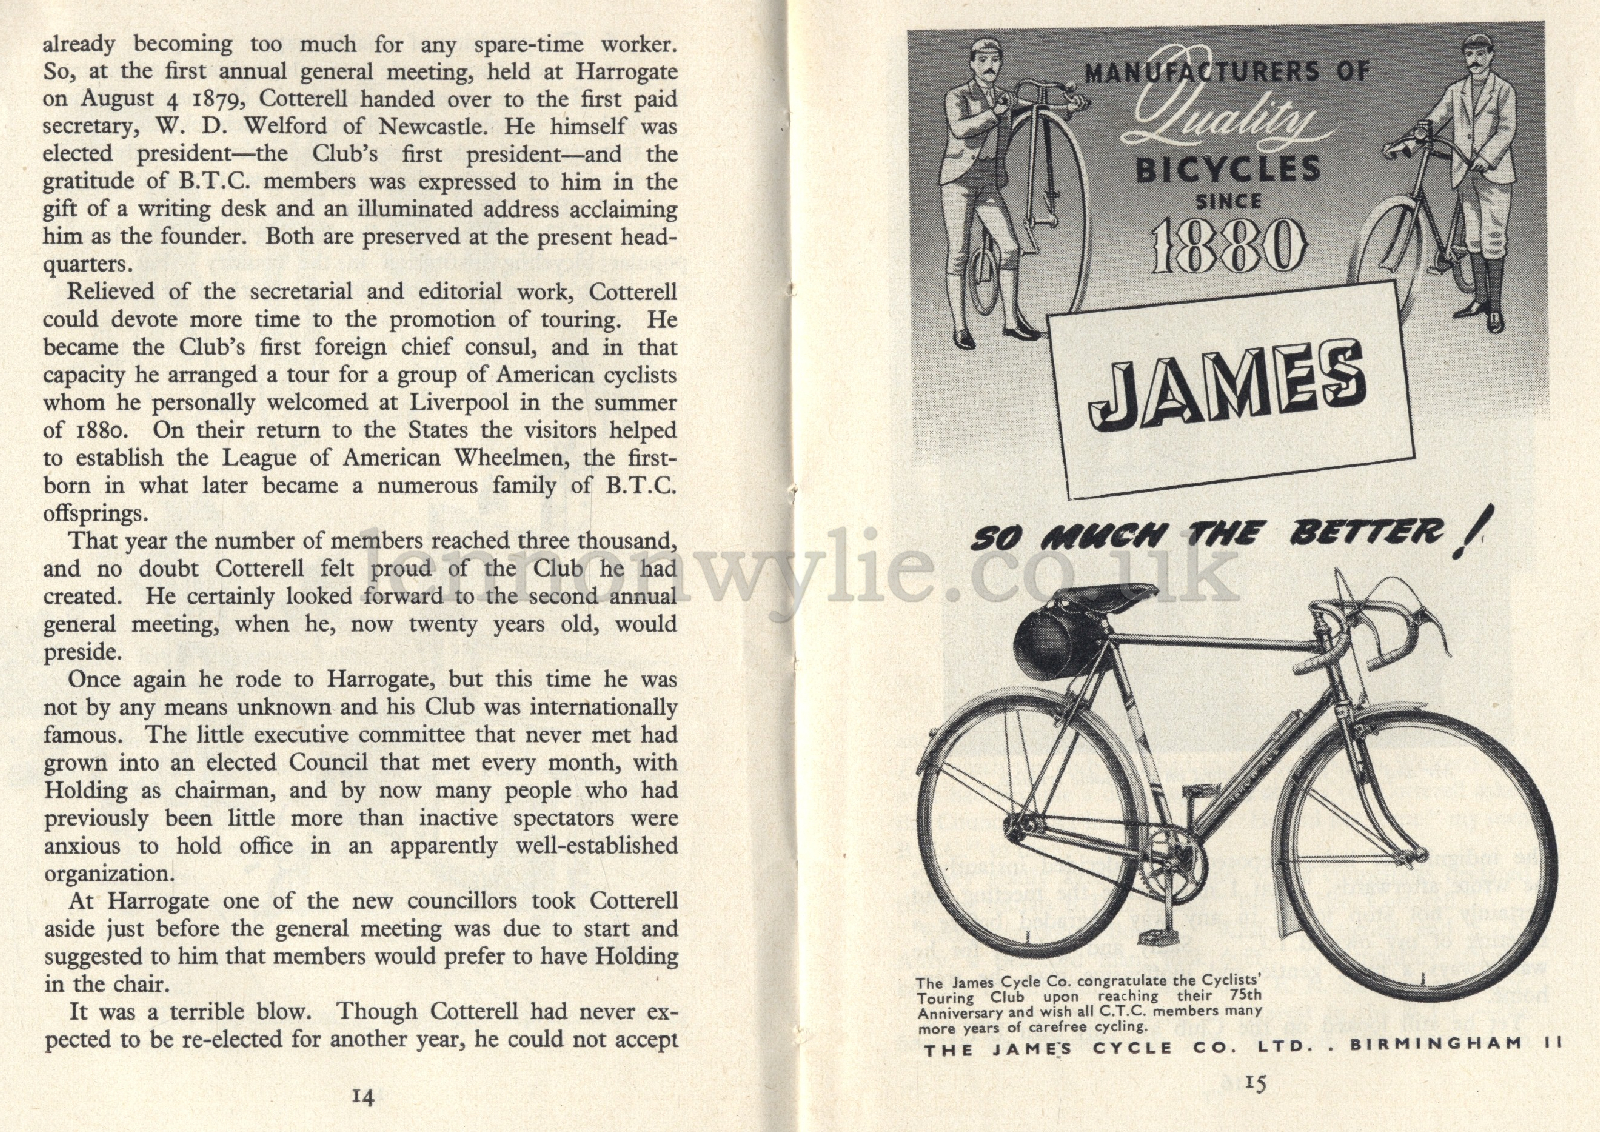 already becoming too much for any spare-time worker.
So, at the first annual general meeting, held at Harrogate
on August 4 1879, Cotterell handed over to the first paid
secretary, W. D. Welford of Newcastle. He himself was
elected president—the Club's first president—and the
gratitude of B.T.C. members was expressed to him in the
gift of a writing desk and an illuminated address acclaiming
him as the founder. Both are preserved at the present head-
quarters.
Relieved of the secretarial and editorial work, Cotterell
could devote more time to the promotion of touring. He
became the Club's first foreign chief consul, and in that
capacity he arranged a tour for a group of American cyclists
whom he personally welcomed at Liverpool in the summer
of 1880. On their return to the States the visitors helped
to establish the League of American Wheelmen, the first-
born in what later became a numerous family of B.T.C.
offsprings.
That year the number of members reached three thousand,
and no doubt Cotterell felt proud of the Club he had
created. He certainly looked forward to the second annual
general meeting, when he, now twenty years old, would
preside.
Once again he rode to Harrogate, but this time he was
not by any means unknown and his Club was internationally
famous. The little executive committee that never met had
grown into an elected Council that met every month, with
Holding as chairman, and by now many people who had
previously been little more than inactive spectators were
anxious to hold office in an apparently well-established
organization.
At Harrogate one of the new councillors took Cotterell
aside just before the general meeting was due to start and
suggested to him that members would prefer to have Holding
in the chair.
It was a terrible blow. Though Cotterell had never ex-
pected to be re-elected for another year, he could not accept
14
MANUFACTURERS OF
Quality
BICYCLES
SINCE
1880
JAMES
SO MUCH THE BETTER!
lennonwylie.co.uk
The James Cycle Co. congratulate the Cyclists'
Touring Club upon reaching their 75th
Anniversary and wish all C.T.C. members many
more years of carefree cycling.
THE JAMES CYCLE CO. LTD. . BIRMINGHAM 11
15